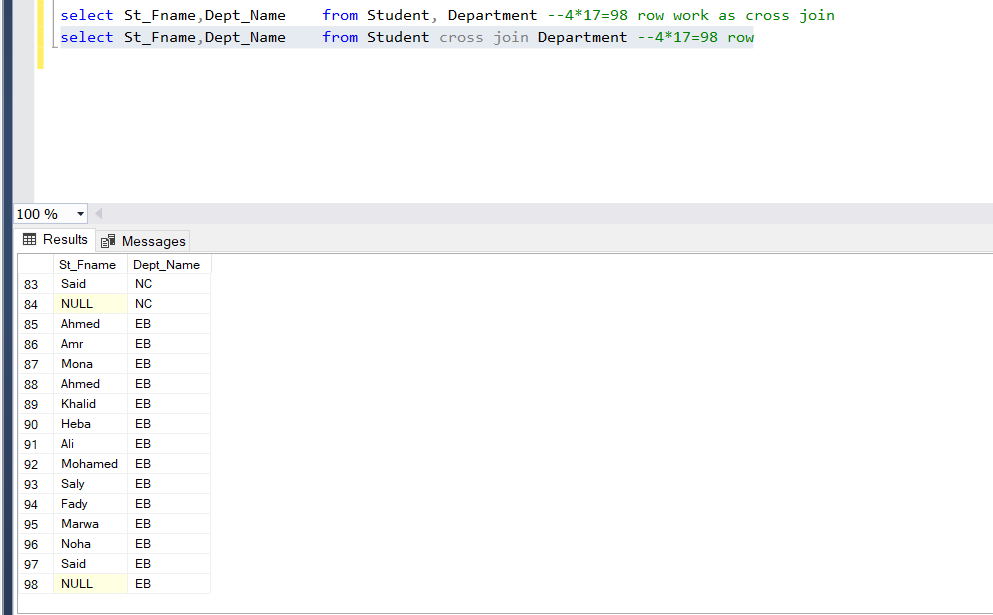 select St_Fname,Dept_Name    from Student, Department --4*17=98 row work as cross join
select St_Fname,Dept_Name    from Student cross join Department --4*17=98 row
100 %
Results Messages
St_Fname Dept_Name
83 Said NC
84 NULL NC
85 Ahmed EB
86 Amr EB
87 Mona EB
88 Ahmed EB
89 Khalid EB
90 Heba EB
91 Ali EB
92 Mohamed EB
93 Saly EB
94 Fady EB
95 Marwa EB
96 Noha EB
97 Said EB
98 NULL EB